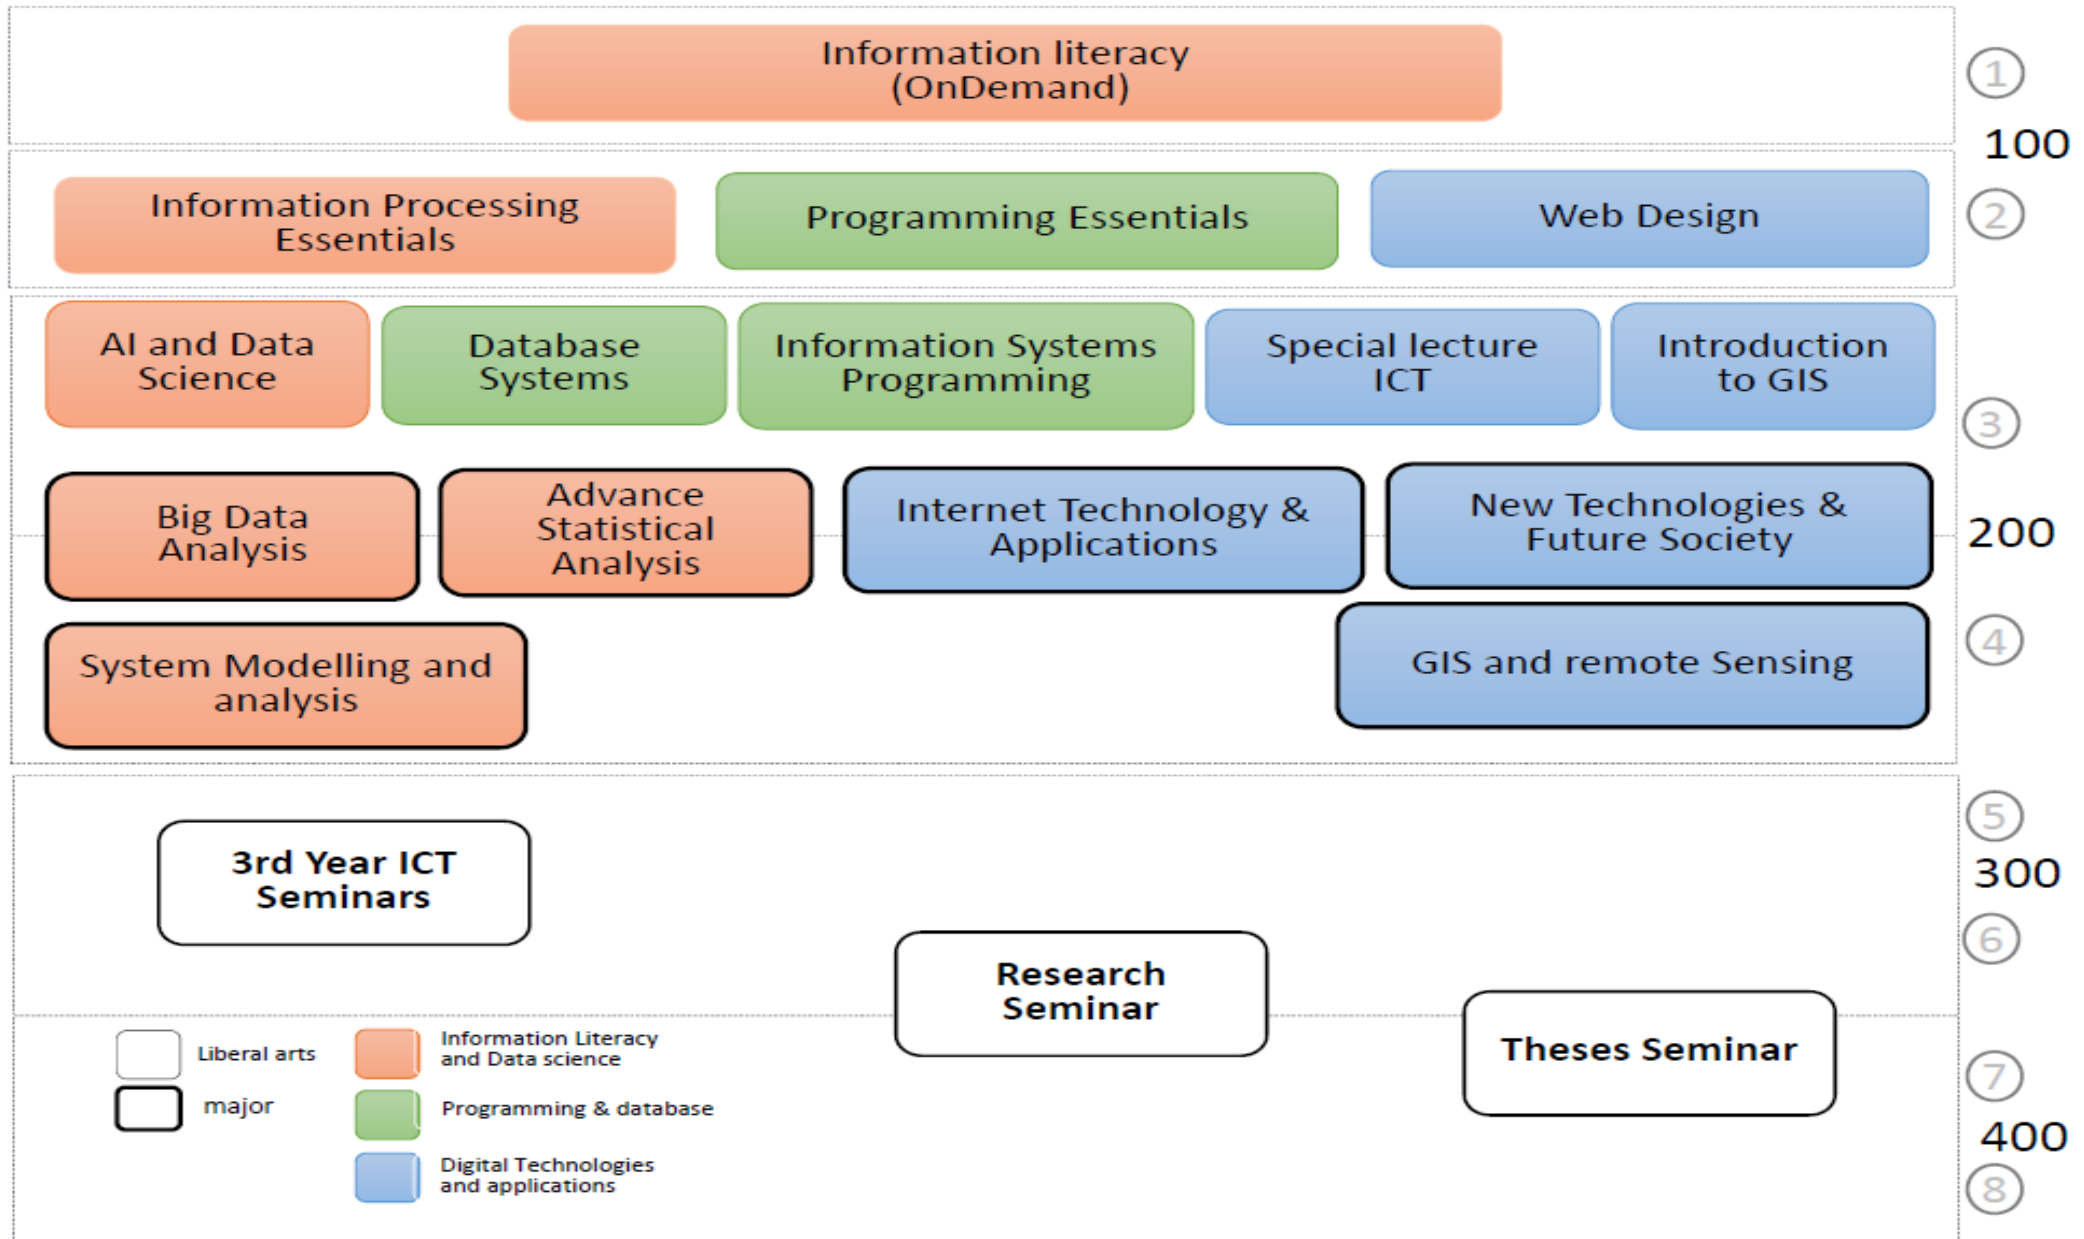 Information literacy
(OnDemand)
1
100
Information Processing
Essentials
Programming Essentials
Web Design
2
AI and Data
Science
Database
Systems
Information Systems
Programming
Special lecture
ICT
Introduction
to GIS
3
Big Data
Analysis
Advance
Statistical
Analysis
Internet Technology &
Applications
New Technologies &
Future Society
200
System Modelling and
analysis
GIS and remote Sensing
4
5
3rd Year ICT
Seminars
300
6
Research
Seminar
Theses Seminar
Liberal arts
major
Information Literacy
and Data science
Programming & database
Digital Technologies
and applications
7
400
8